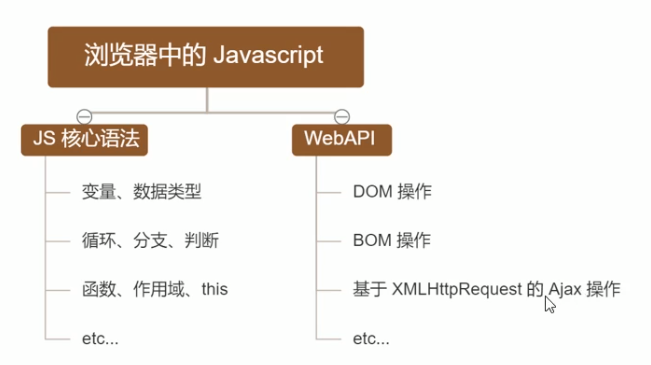 浏览器中的 Javascript
JS 核心语法
WebAPI
变量、数据类型
DOM 操作
循环、分支、判断
BOM 操作
函数、作用域、this
基于 XMLHttpRequest 的 Ajax 操作
etc...
etc...